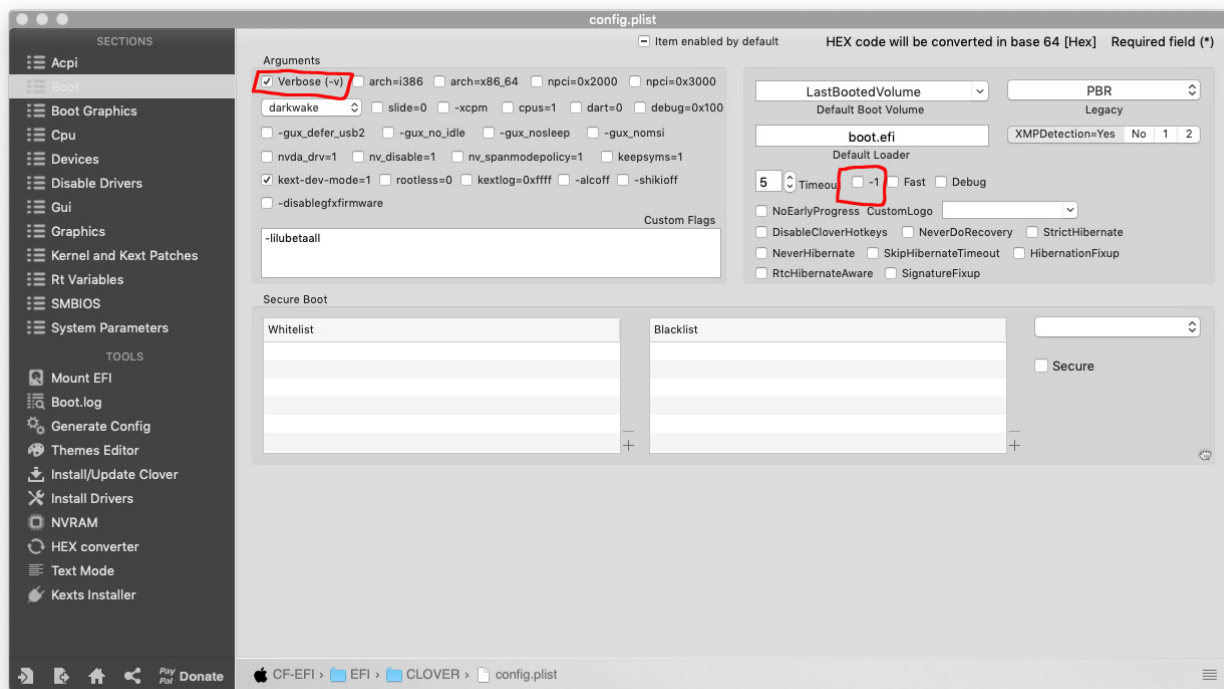 config.plist
SECTIONS
Acpi
Boot
Boot Graphics
Cpu
Devices
Disable Drivers
Gui
Graphics
Kernel and Kext Patches
Rt Variables
SMBIOS
System Parameters
TOOLS
Mount EFI
Boot.log
Generate Config
Themes Editor
Install/Update Clover
Install Drivers
NVRAM
HEX converter
Text Mode
Kexts Installer
Pay Pal Donate
Item enabled by default HEX code will be converted in base 64 [Hex] Required field (*)
Arguments
Verbose (-v) arch=i386 arch=x86_64 npci=0x2000 npci=0x3000
darkwake slide=0 -xcpm cpus=1 dart=0 debug=0x100
-gux_defer_usb2 -gux_no_idle -gux_nosleep -gux_nomsi
nvda_drv=1 nv_disable=1 nv_spanmodepolicy=1 keepsyms=1
kext-dev-mode=1 rootless=0 kextlog=0xffff -alcoff -shikioff
-disablegfxfirmware
Custom Flags
-lilubetaall
LastBootedVolume PBR
Default Boot Volume Legacy
boot.efi XMPDetection=Yes No 1 2
Default Loader
5 Timeout -1 Fast Debug
NoEarlyProgress CustomLogo
DisableCloverHotkeys NeverDoRecovery StrictHibernate
NeverHibernate SkipHibernateTimeout HibernationFixup
RtcHibernateAware SignatureFixup
Secure Boot
Whitelist Blacklist
Secure
CF-EFI › EFI › CLOVER › config.plist